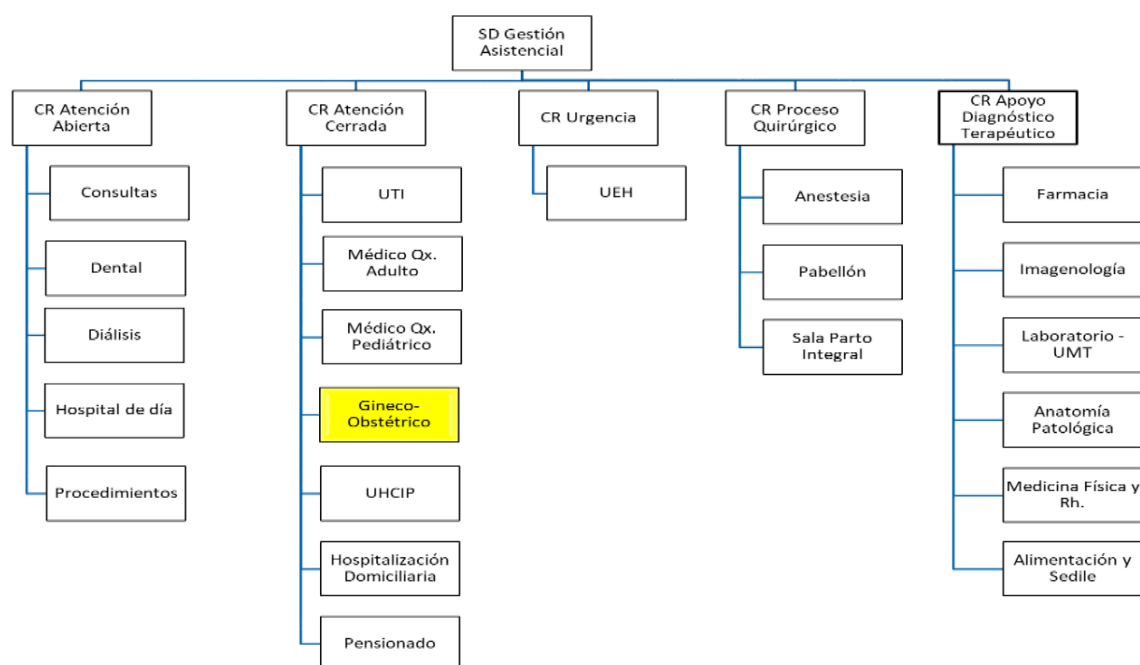 SD Gestión
Asistencial
CR Atención
Abierta
CR Atención
Cerrada
CR Urgencia
CR Proceso
Quirúrgico
CR Apoyo
Diagnóstico
Terapéutico
Consultas
Dental
Diálisis
Hospital de día
Procedimientos
UTI
Médico Qx.
Adulto
Médico Qx.
Pediátrico
Gineco-
Obstétrico
UHCIP
Hospitalización
Domiciliaria
Pensionado
UEH
Anestesia
Pabellón
Sala Parto
Integral
Farmacia
Imagenología
Laboratorio -
UMT
Anatomía
Patológica
Medicina Física y
Rh.
Alimentación y
Sedile